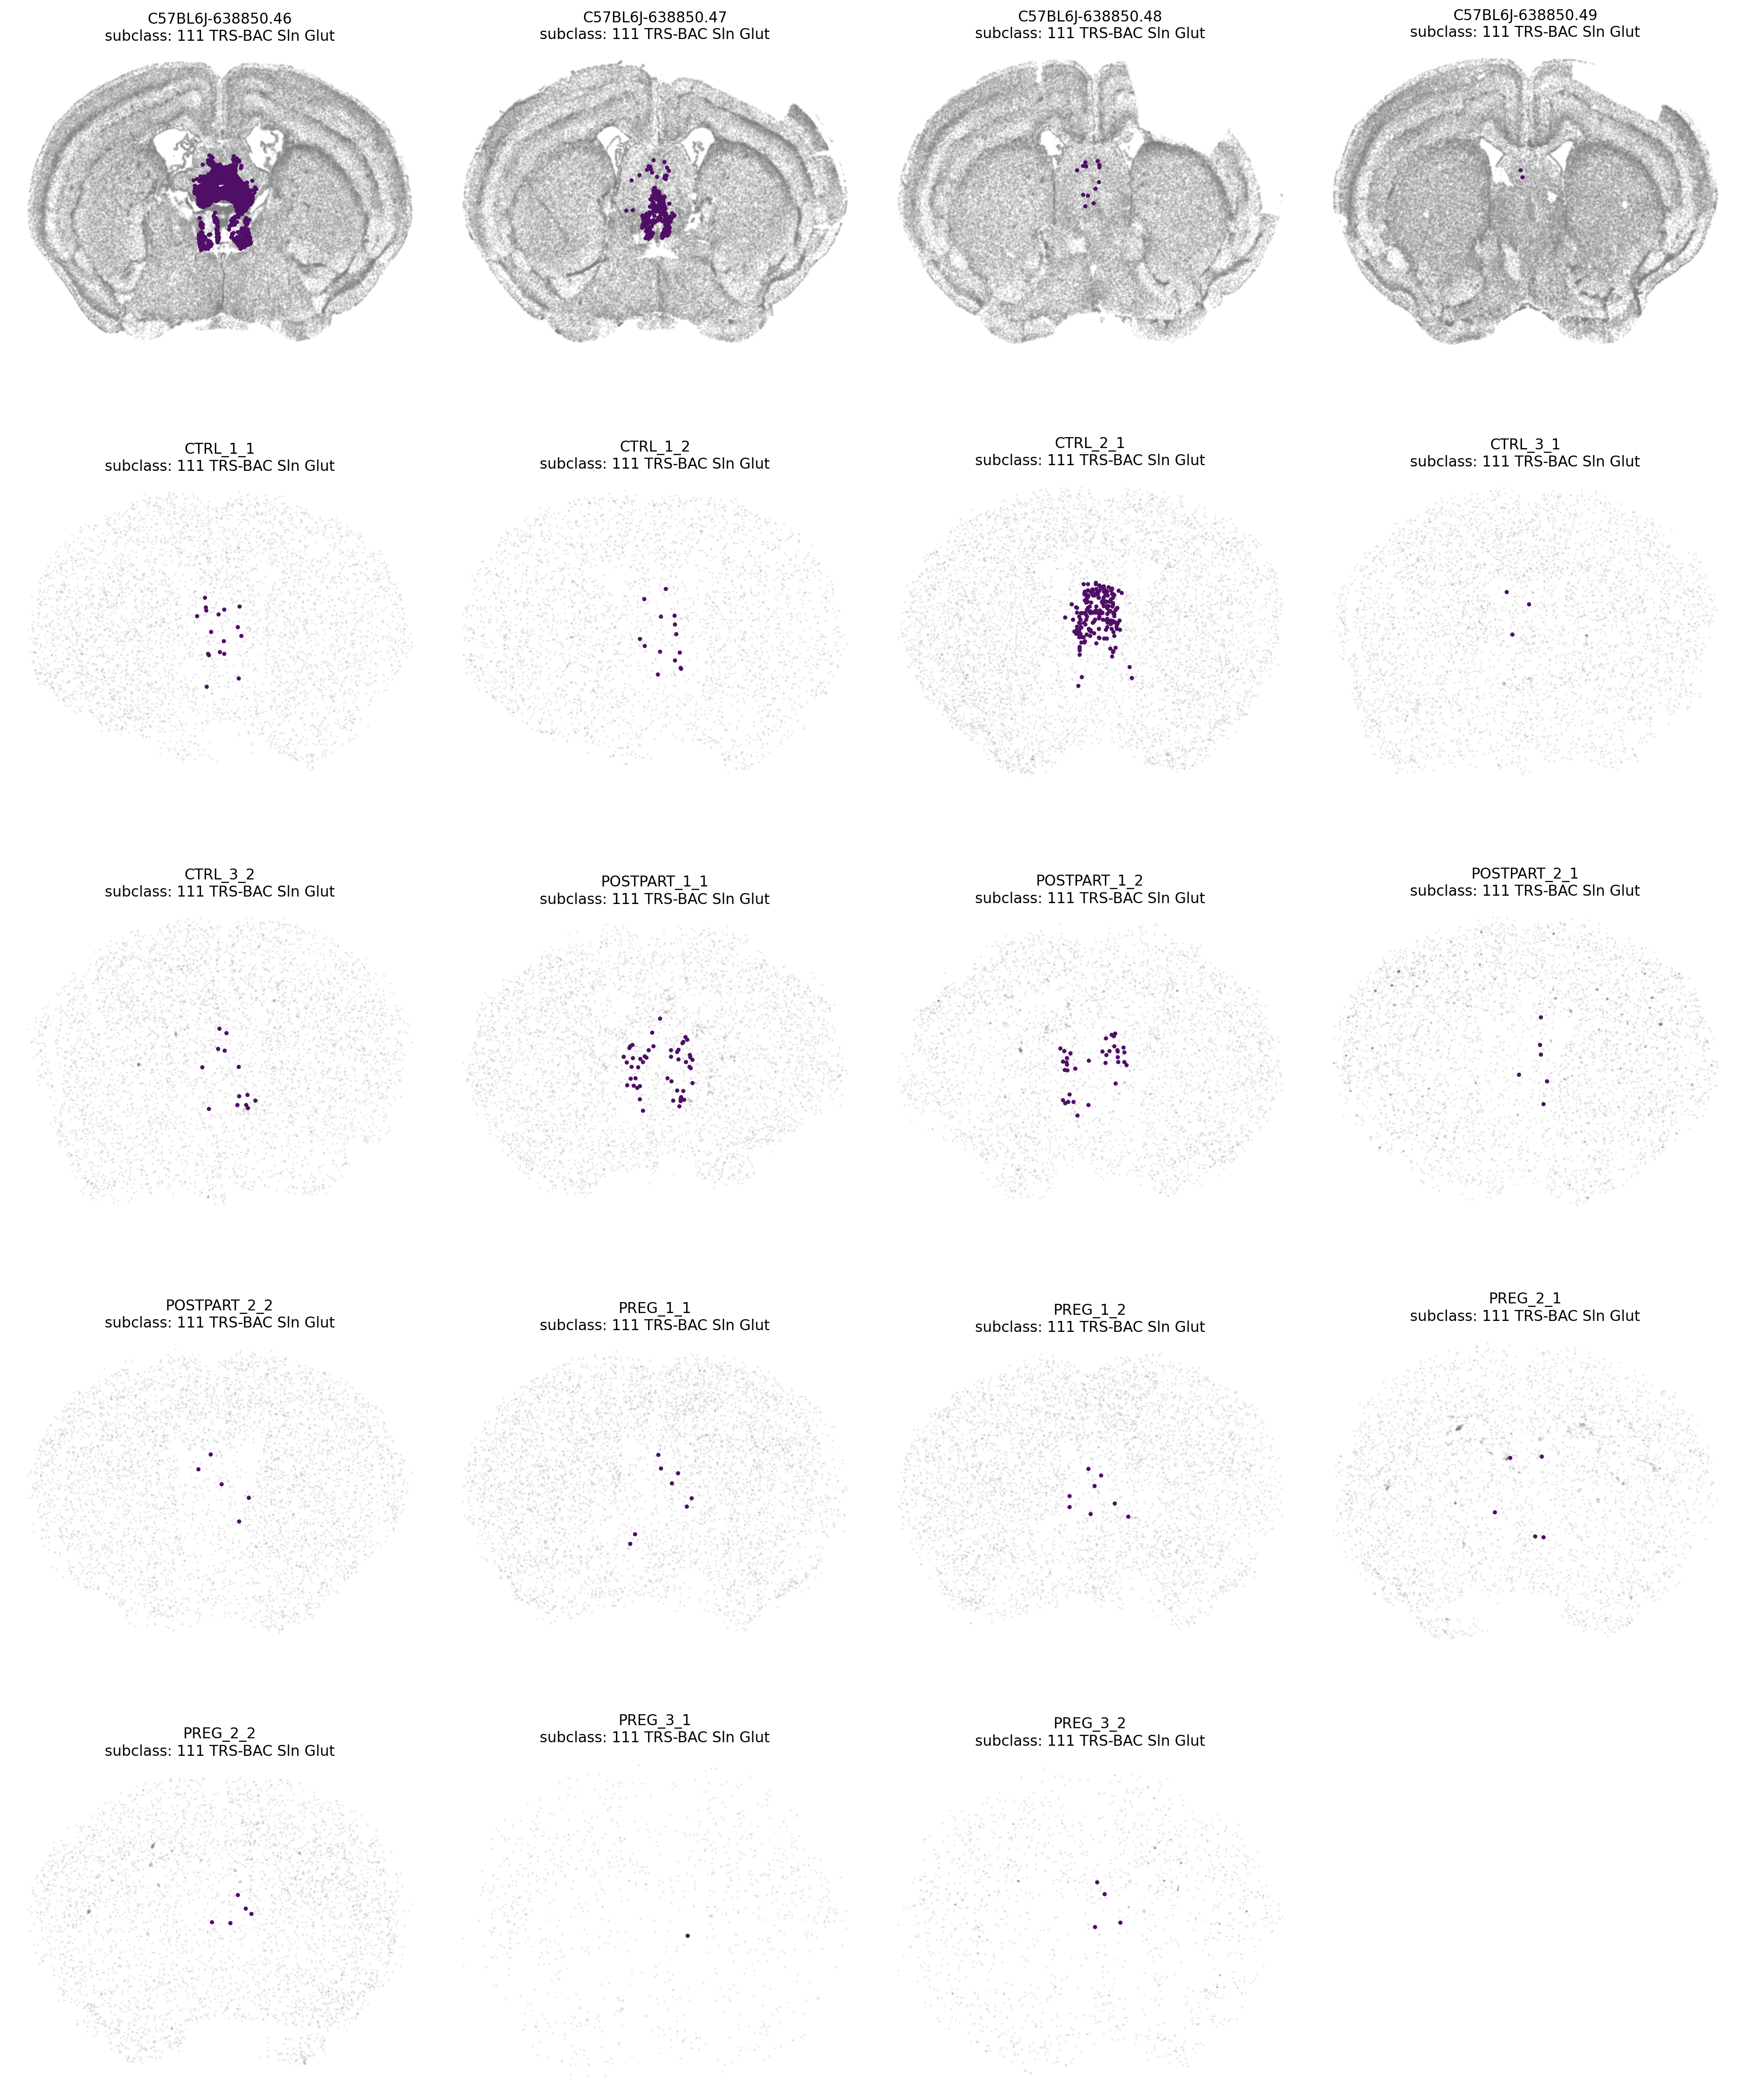 C57BL6J-638850.46
subclass: 111 TRS-BAC Sln Glut
C57BL6J-638850.47
subclass: 111 TRS-BAC Sln Glut
C57BL6J-638850.48
subclass: 111 TRS-BAC Sln Glut
C57BL6J-638850.49
subclass: 111 TRS-BAC Sln Glut
CTRL_1_1
subclass: 111 TRS-BAC Sln Glut
CTRL_1_2
subclass: 111 TRS-BAC Sln Glut
CTRL_2_1
subclass: 111 TRS-BAC Sln Glut
CTRL_3_1
subclass: 111 TRS-BAC Sln Glut
CTRL_3_2
subclass: 111 TRS-BAC Sln Glut
POSTPART_1_1
subclass: 111 TRS-BAC Sln Glut
POSTPART_1_2
subclass: 111 TRS-BAC Sln Glut
POSTPART_2_1
subclass: 111 TRS-BAC Sln Glut
POSTPART_2_2
subclass: 111 TRS-BAC Sln Glut
PREG_1_1
subclass: 111 TRS-BAC Sln Glut
PREG_1_2
subclass: 111 TRS-BAC Sln Glut
PREG_2_1
subclass: 111 TRS-BAC Sln Glut
PREG_2_2
subclass: 111 TRS-BAC Sln Glut
PREG_3_1
subclass: 111 TRS-BAC Sln Glut
PREG_3_2
subclass: 111 TRS-BAC Sln Glut